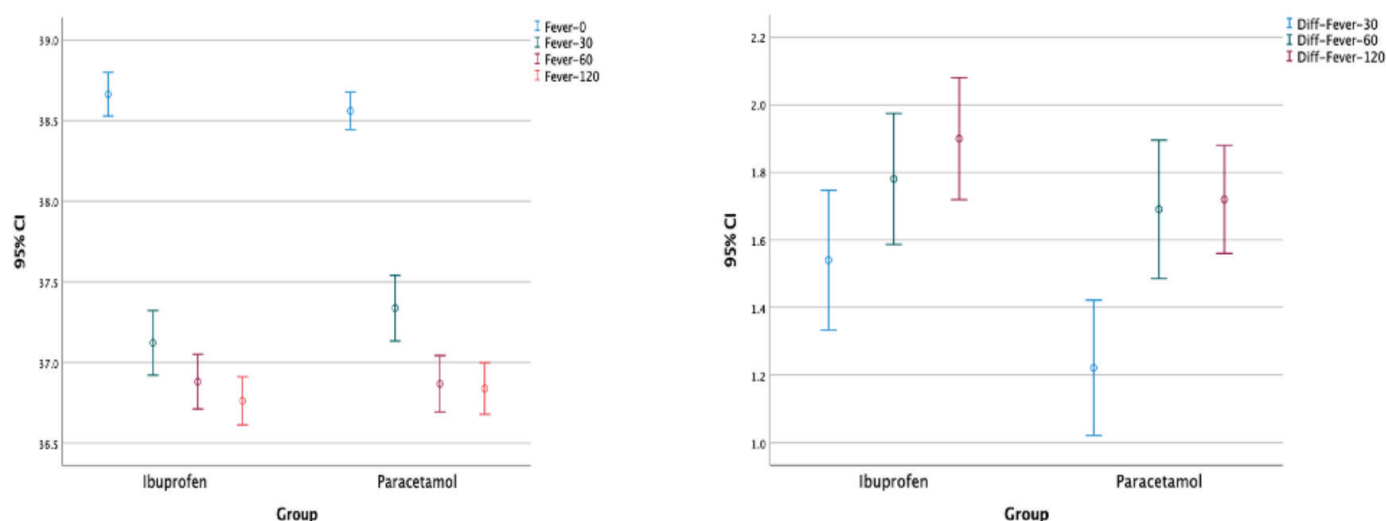 Fever-0
Fever-30
Fever-60
Fever-120
39.0
38.5
38.0
37.5
37.0
36.5
95% CI
Ibuprofen
Paracetamol
Group
Diff-Fever-30
Diff-Fever-60
Diff-Fever-120
2.2
2.0
1.8
1.6
1.4
1.2
1.0
95% CI
Ibuprofen
Paracetamol
Group